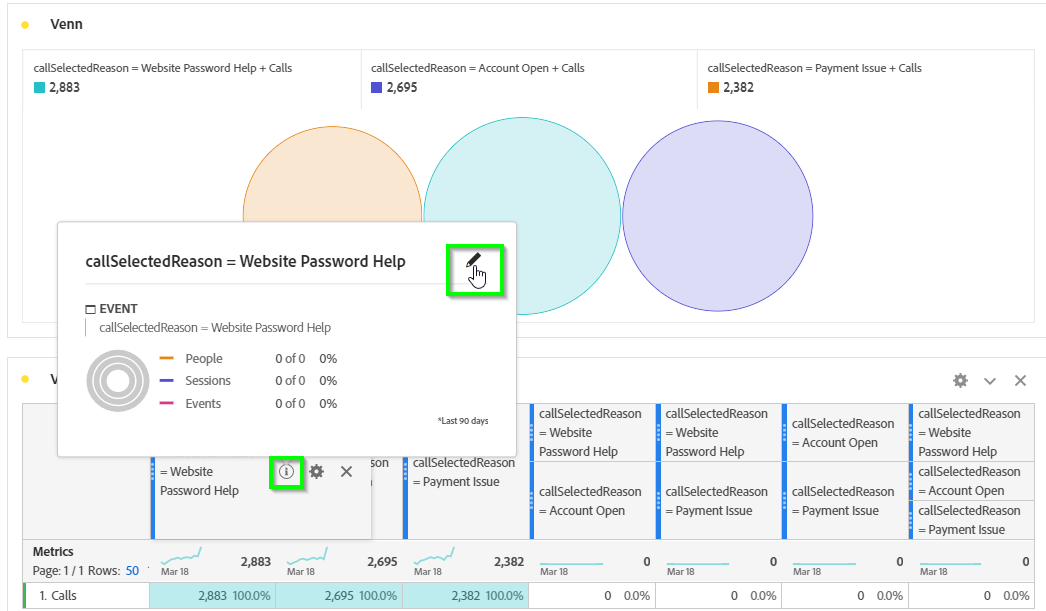 Venn
callSelectedReason = Website Password Help + Calls
2,883
callSelectedReason = Account Open + Calls
2,695
callSelectedReason = Payment Issue + Calls
2,382
callSelectedReason = Website Password Help
EVENT
callSelectedReason = Website Password Help
People 0 of 0 0%
Sessions 0 of 0 0%
Events 0 of 0 0%
*Last 90 days
V
= Website
Password Help
son
callSelectedReason
= Payment Issue
callSelectedReason
= Website
Password Help
callSelectedReason
= Account Open
callSelectedReason
= Website
Password Help
callSelectedReason
= Payment Issue
callSelectedReason
= Account Open
callSelectedReason
= Payment Issue
callSelectedReason
= Website
Password Help
callSelectedReason
= Account Open
callSelectedReason
= Payment Issue
Metrics
Page: 1 / 1 Rows: 50
Mar 18 2,883
Mar 18 2,695
Mar 18 2,382
Mar 18 0
Mar 18 0
Mar 18 0
Mar 18 0
1. Calls 2,883 100.0% 2,695 100.0% 2,382 100.0% 0 0.0% 0 0.0% 0 0.0% 0 0.0%